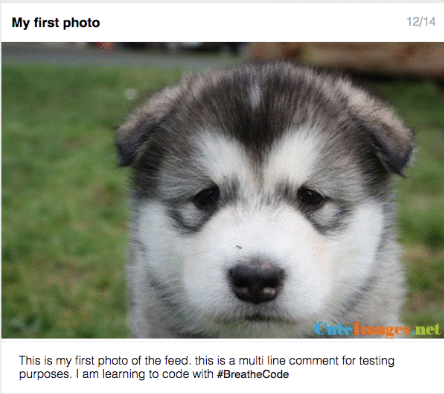 My first photo
12/14
CuteImages.net
This is my first photo of the feed. this is a multi line comment for testing
purposes. I am learning to code with #BreatheCode